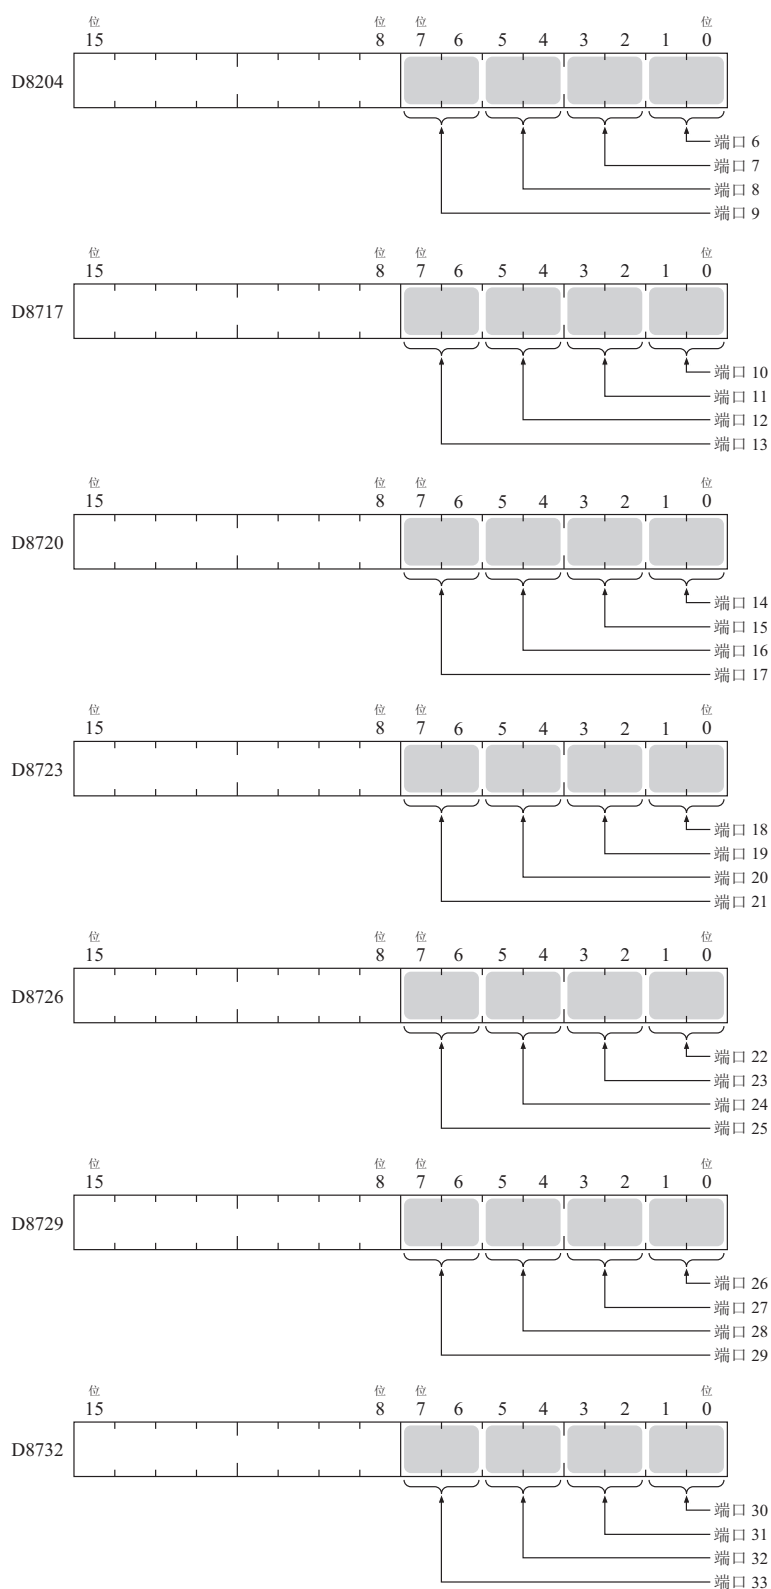 位 位 位 位
15 8 7 6 5 4 3 2 1 0
D8204
端口 6
端口 7
端口 8
端口 9
位 位 位 位
15 8 7 6 5 4 3 2 1 0
D8717
端口 10
端口 11
端口 12
端口 13
位 位 位 位
15 8 7 6 5 4 3 2 1 0
D8720
端口 14
端口 15
端口 16
端口 17
位 位 位 位
15 8 7 6 5 4 3 2 1 0
D8723
端口 18
端口 19
端口 20
端口 21
位 位 位 位
15 8 7 6 5 4 3 2 1 0
D8726
端口 22
端口 23
端口 24
端口 25
位 位 位 位
15 8 7 6 5 4 3 2 1 0
D8729
端口 26
端口 27
端口 28
端口 29
位 位 位 位
15 8 7 6 5 4 3 2 1 0
D8732
端口 30
端口 31
端口 32
端口 33